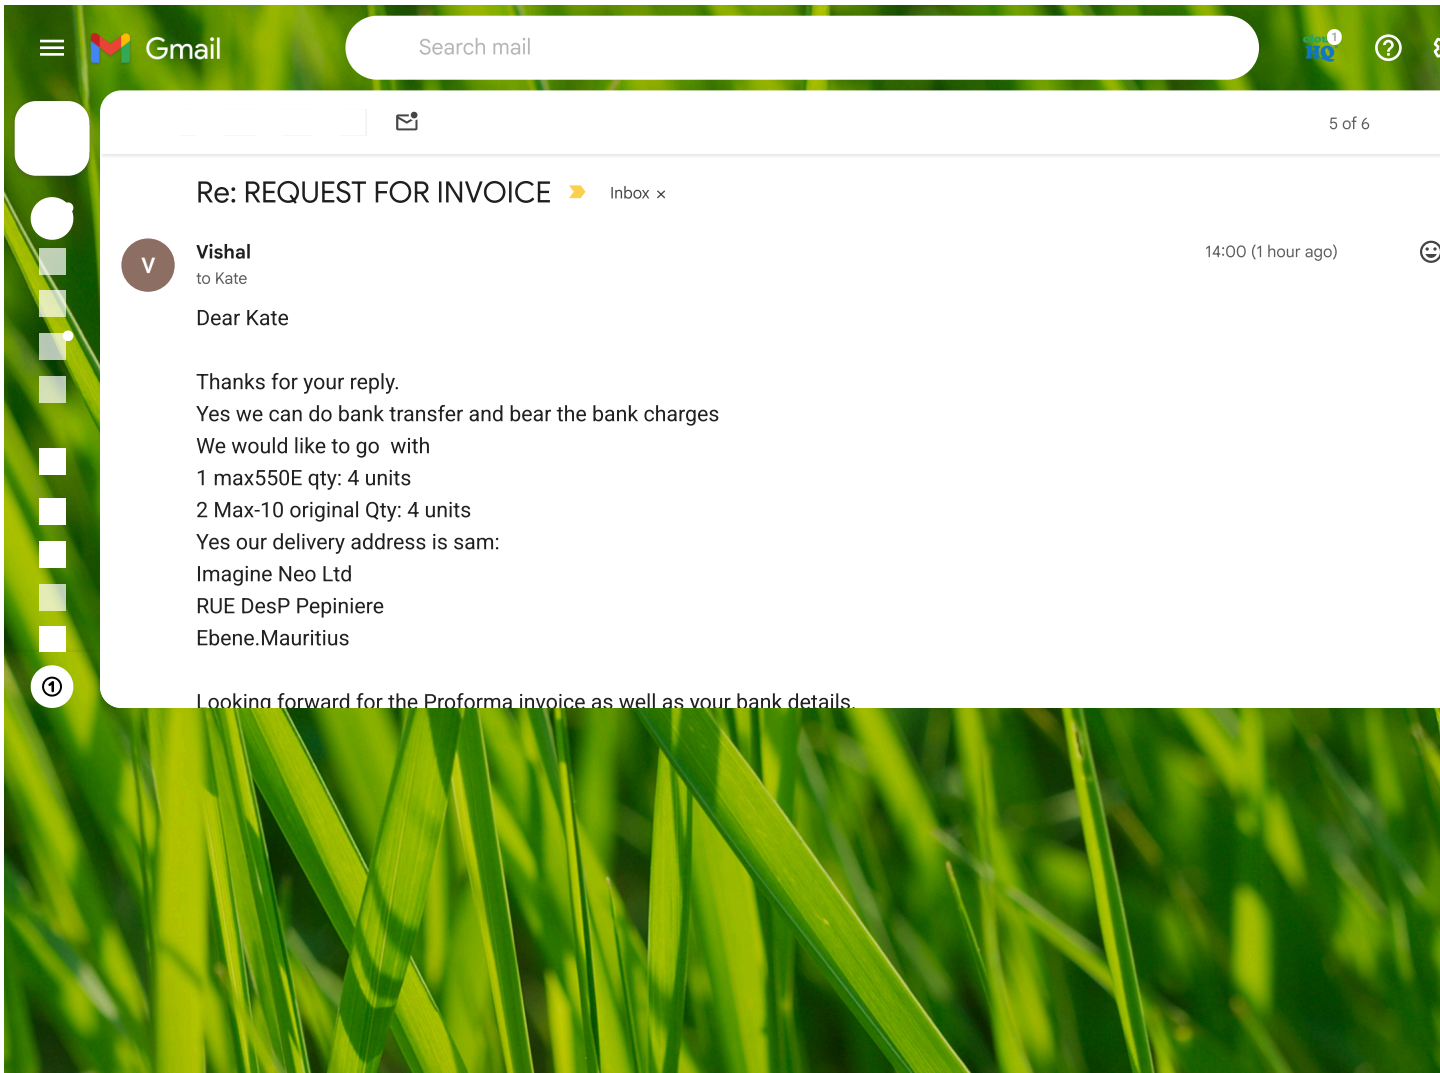 Gmail
Search mail
1
HQ
5 of 6
Re: REQUEST FOR INVOICE
Inbox ×
V
Vishal
14:00 (1 hour ago)
to Kate
Dear Kate
Thanks for your reply.
Yes we can do bank transfer and bear the bank charges
We would like to go  with
1 max550E qty: 4 units
2 Max-10 original Qty: 4 units
Yes our delivery address is sam:
Imagine Neo Ltd
RUE DesP Pepiniere
Ebene.Mauritius
1
Looking forward for the Proforma invoice as well as your bank details.